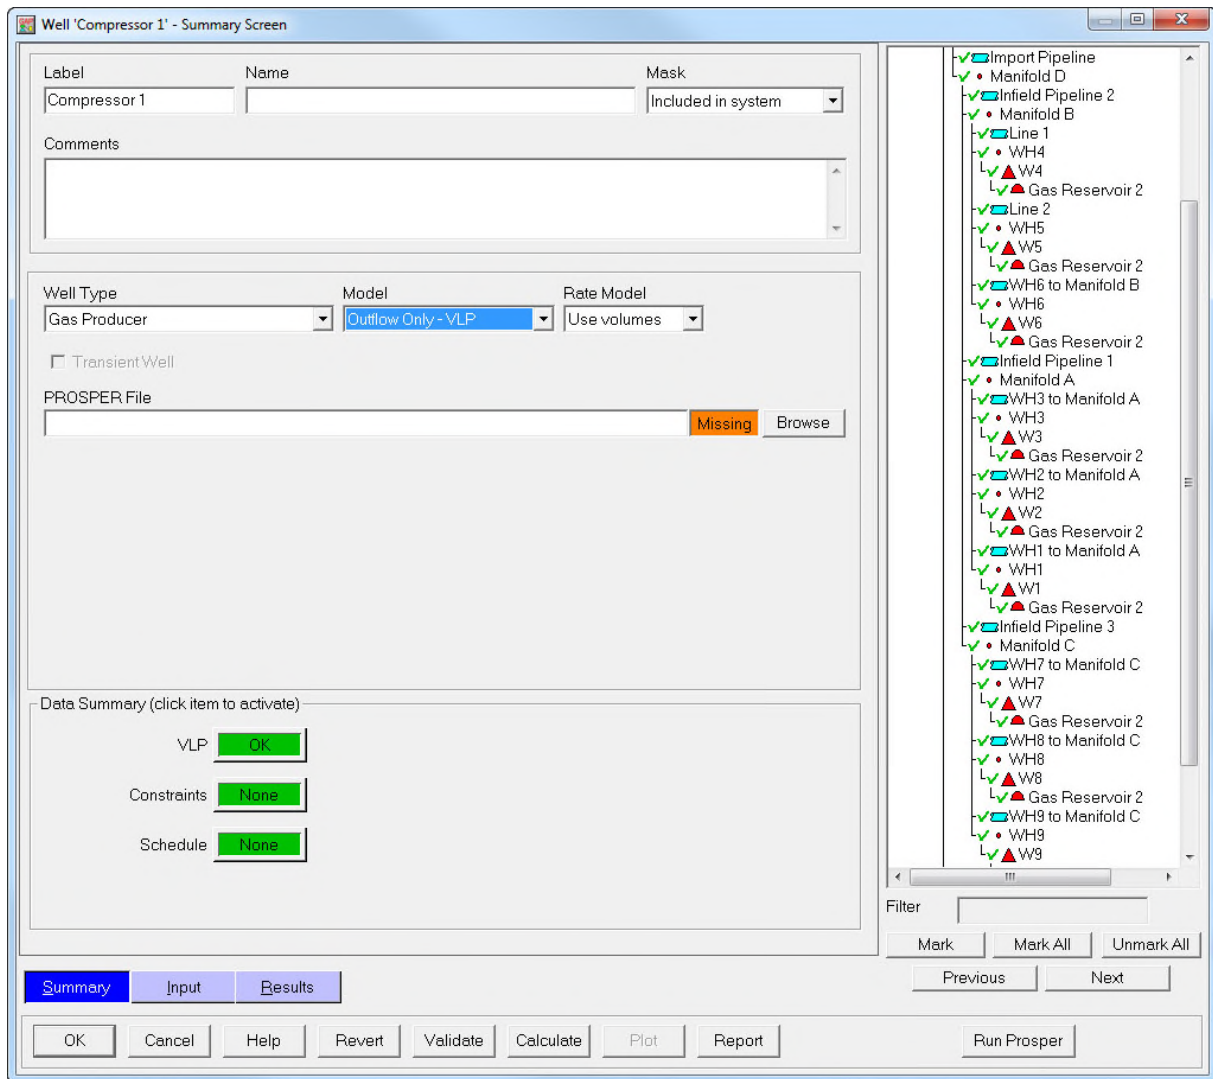 Well 'Compressor 1' - Summary Screen
Label Name Mask
Compressor 1 Included in system
Comments
Well Type Model Rate Model
Gas Producer Outflow Only - VLP Use volumes
Transient Well
PROSPER File
Missing Browse
Data Summary (click item to activate)
VLP OK
Constraints None
Schedule None
Summary Input Results
OK Cancel Help Revert Validate Calculate Plot Report Run Prosper
Import Pipeline
Manifold D
Infield Pipeline 2
Manifold B
Line 1
WH4
W4
Gas Reservoir 2
Line 2
WH5
W5
Gas Reservoir 2
WH6 to Manifold B
WH6
W6
Gas Reservoir 2
Infield Pipeline 1
Manifold A
WH3 to Manifold A
WH3
W3
Gas Reservoir 2
WH2 to Manifold A
WH2
W2
Gas Reservoir 2
WH1 to Manifold A
WH1
W1
Gas Reservoir 2
Infield Pipeline 3
Manifold C
WH7 to Manifold C
WH7
W7
Gas Reservoir 2
WH8 to Manifold C
WH8
W8
Gas Reservoir 2
WH9 to Manifold C
WH9
W9
Filter
Mark Mark All Unmark All
Previous Next